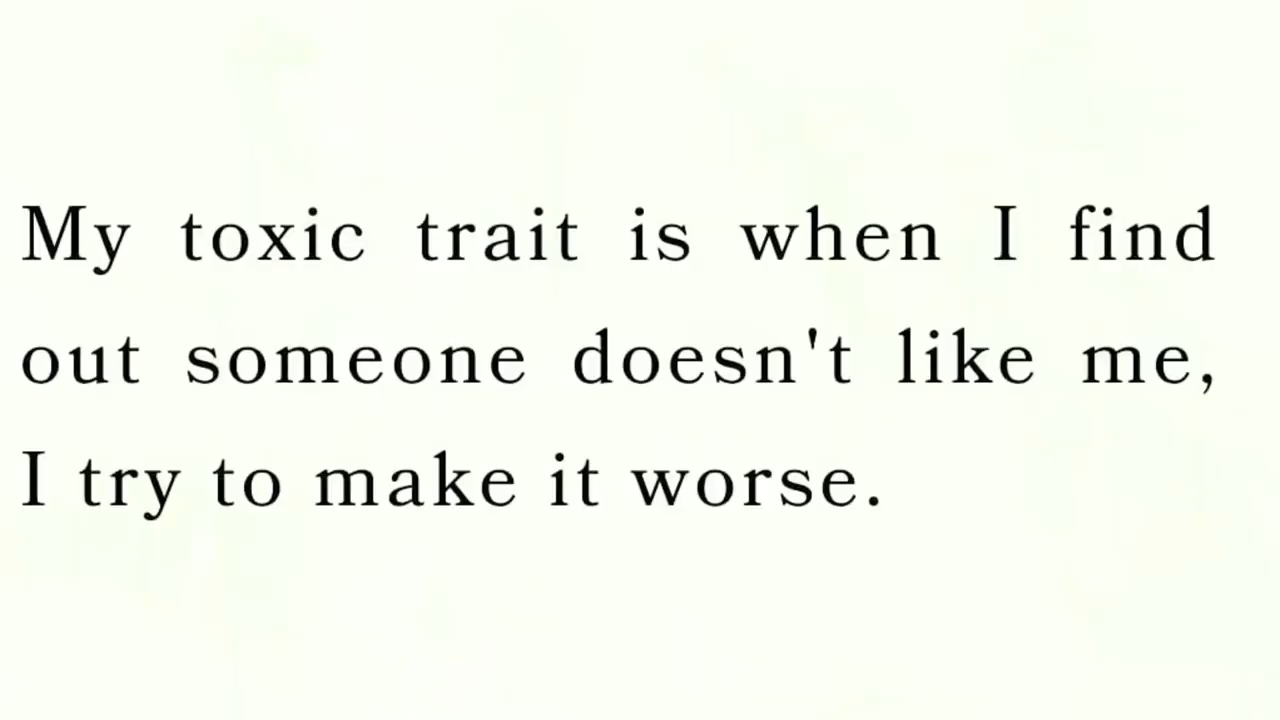 My toxic trait is when I find
out someone doesn't like me,
I try to make it worse.